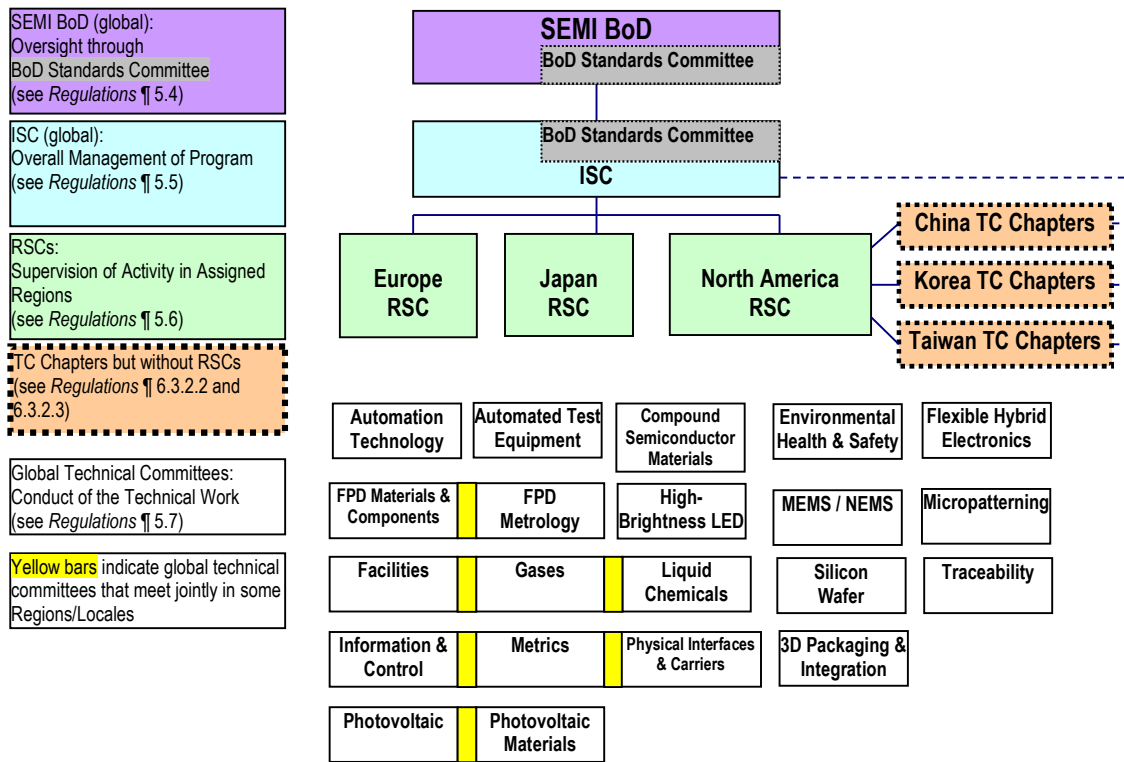 SEMI BoD (global):
Oversight through
BoD Standards Committee
(see Regulations ¶ 5.4)
ISC (global):
Overall Management of Program
(see Regulations ¶ 5.5)
RSCs:
Supervision of Activity in Assigned
Regions
(see Regulations ¶ 5.6)
TC Chapters but without RSCs
(see Regulations ¶ 6.3.2.2 and
6.3.2.3)
Global Technical Committees:
Conduct of the Technical Work
(see Regulations ¶ 5.7)
Yellow bars indicate global technical
committees that meet jointly in some
Regions/Locales
SEMI BoD
BoD Standards Committee
BoD Standards Committee
ISC
Europe
RSC
Japan
RSC
North America
RSC
China TC Chapters
Korea TC Chapters
Taiwan TC Chapters
Automation
Technology
Automated Test
Equipment
Compound
Semiconductor
Materials
Environmental
Health & Safety
Flexible Hybrid
Electronics
FPD Materials &
Components
FPD
Metrology
High-
Brightness LED
MEMS / NEMS
Micropatterning
Facilities
Gases
Liquid
Chemicals
Silicon
Wafer
Traceability
Information &
Control
Metrics
Physical Interfaces
& Carriers
3D Packaging &
Integration
Photovoltaic
Photovoltaic
Materials